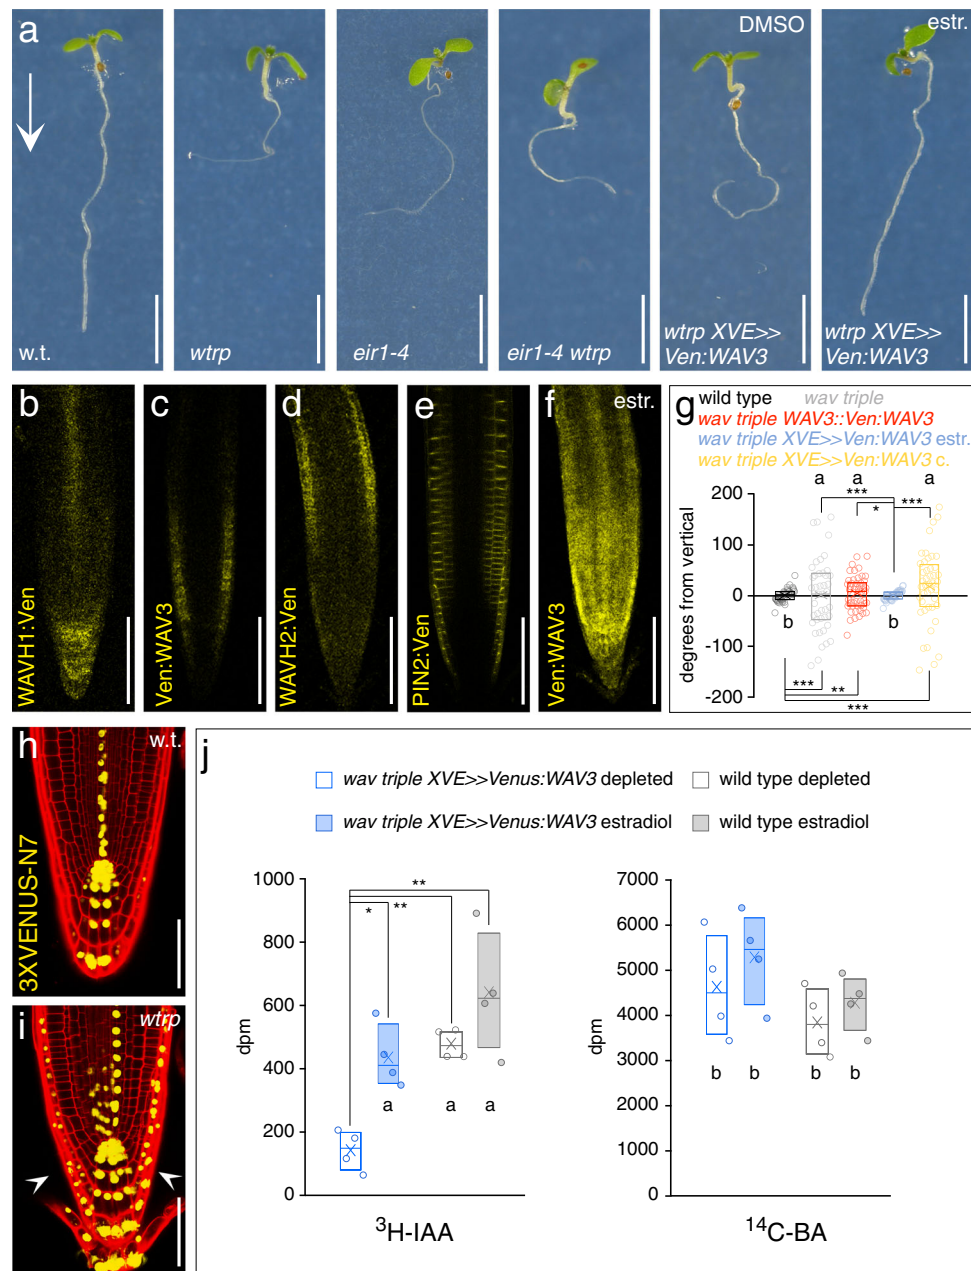 a
DMSO
estr.
w.t.
wtrp
eir1-4
eir1-4 wtrp
wtrp XVE>>
Ven:WAV3
wtrp XVE>>
Ven:WAV3
b
WAVH1:Ven
c
Ven:WAV3
d
WAVH2:Ven
e
PIN2:Ven
f
estr.
Ven:WAV3
g
wild type
wav triple
wav triple WAV3::Ven:WAV3
wav triple XVE>>Ven:WAV3 estr.
wav triple XVE>>Ven:WAV3 c.
degrees from vertical
200
100
0
-100
-200
a a a
***
* ***
b b
***
**
***
h
w.t.
3XVENUS-N7
i
wtrp
j
wav triple XVE>>Venus:WAV3 depleted
wild type depleted
wav triple XVE>>Venus:WAV3 estradiol
wild type estradiol
dpm
1000
800
600
400
200
0
**
* **
a a a
³H-IAA
dpm
7000
6000
5000
4000
3000
2000
1000
0
b b b b
¹⁴C-BA